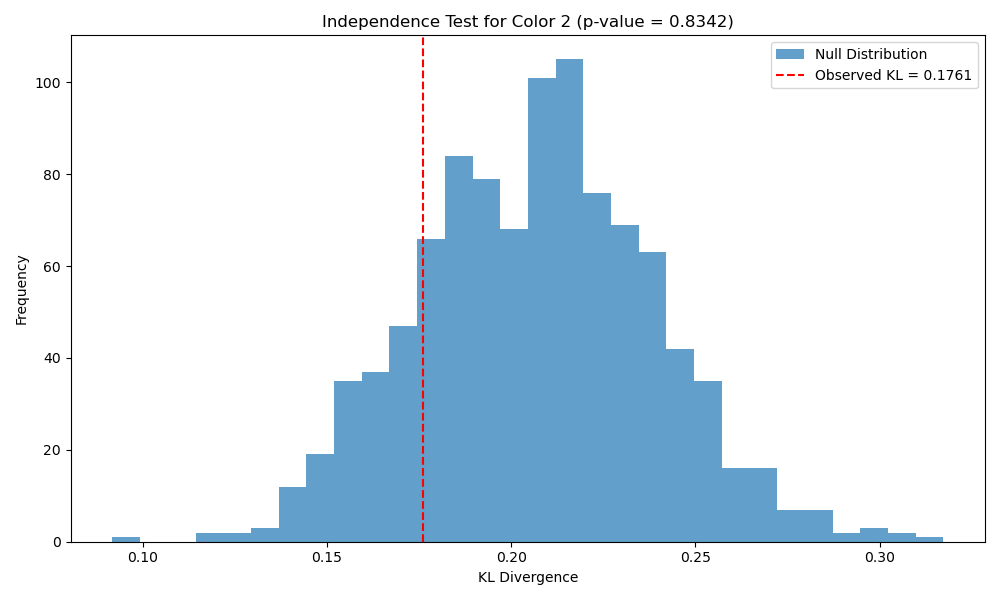 Independence Test for Color 2 (p-value = 0.8342)
Null Distribution
Observed KL = 0.1761
Frequency
100
80
60
40
20
0
0.10 0.15 0.20 0.25 0.30
KL Divergence